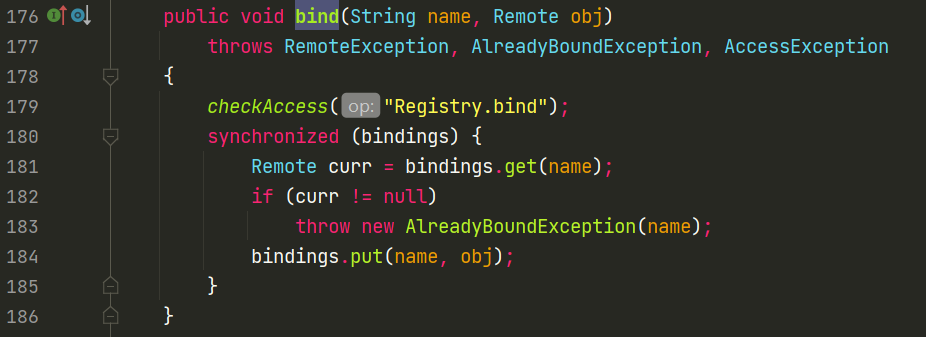 176 public void bind(String name, Remote obj)
177 throws RemoteException, AlreadyBoundException, AccessException
178 {
179 checkAccess( op: "Registry.bind");
180 synchronized (bindings) {
181 Remote curr = bindings.get(name);
182 if (curr != null)
183 throw new AlreadyBoundException(name);
184 bindings.put(name, obj);
185 }
186 }